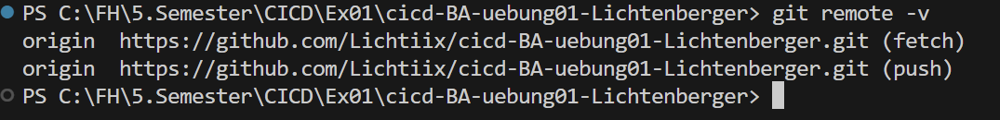 PS C:\FH\5.Semester\CICD\Ex01\cicd-BA-uebung01-Lichtenberger> git remote -v
origin  https://github.com/Lichtiix/cicd-BA-uebung01-Lichtenberger.git (fetch)
origin  https://github.com/Lichtiix/cicd-BA-uebung01-Lichtenberger.git (push)
PS C:\FH\5.Semester\CICD\Ex01\cicd-BA-uebung01-Lichtenberger>